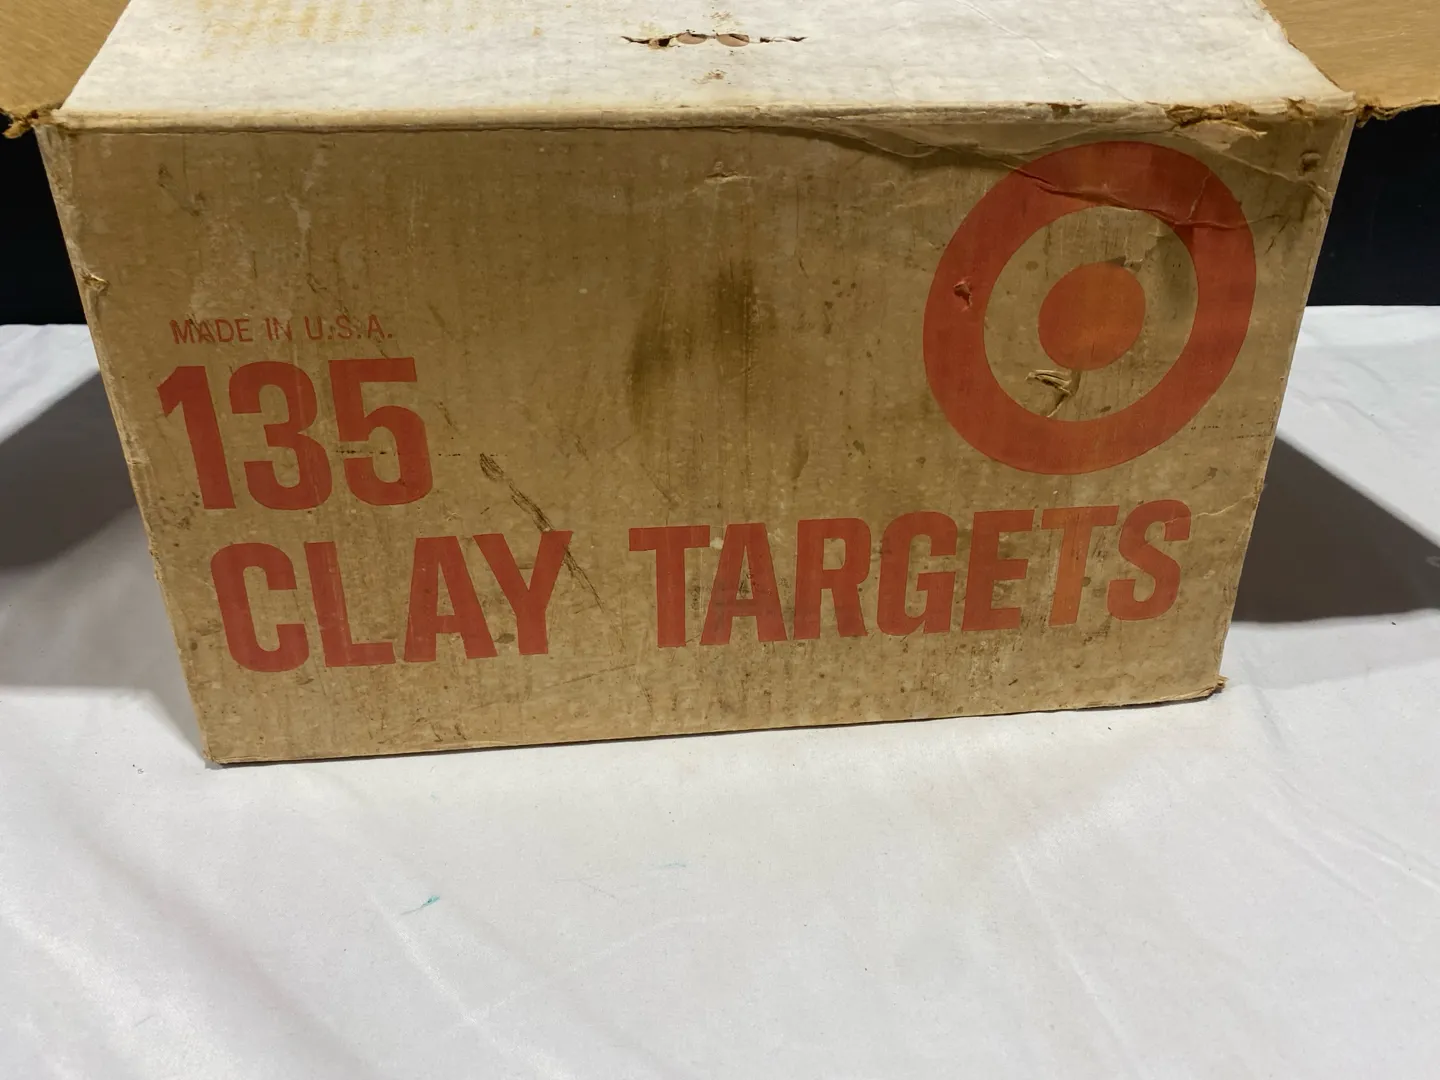 MADE IN U.S.A.
135
CLAY TARGETS